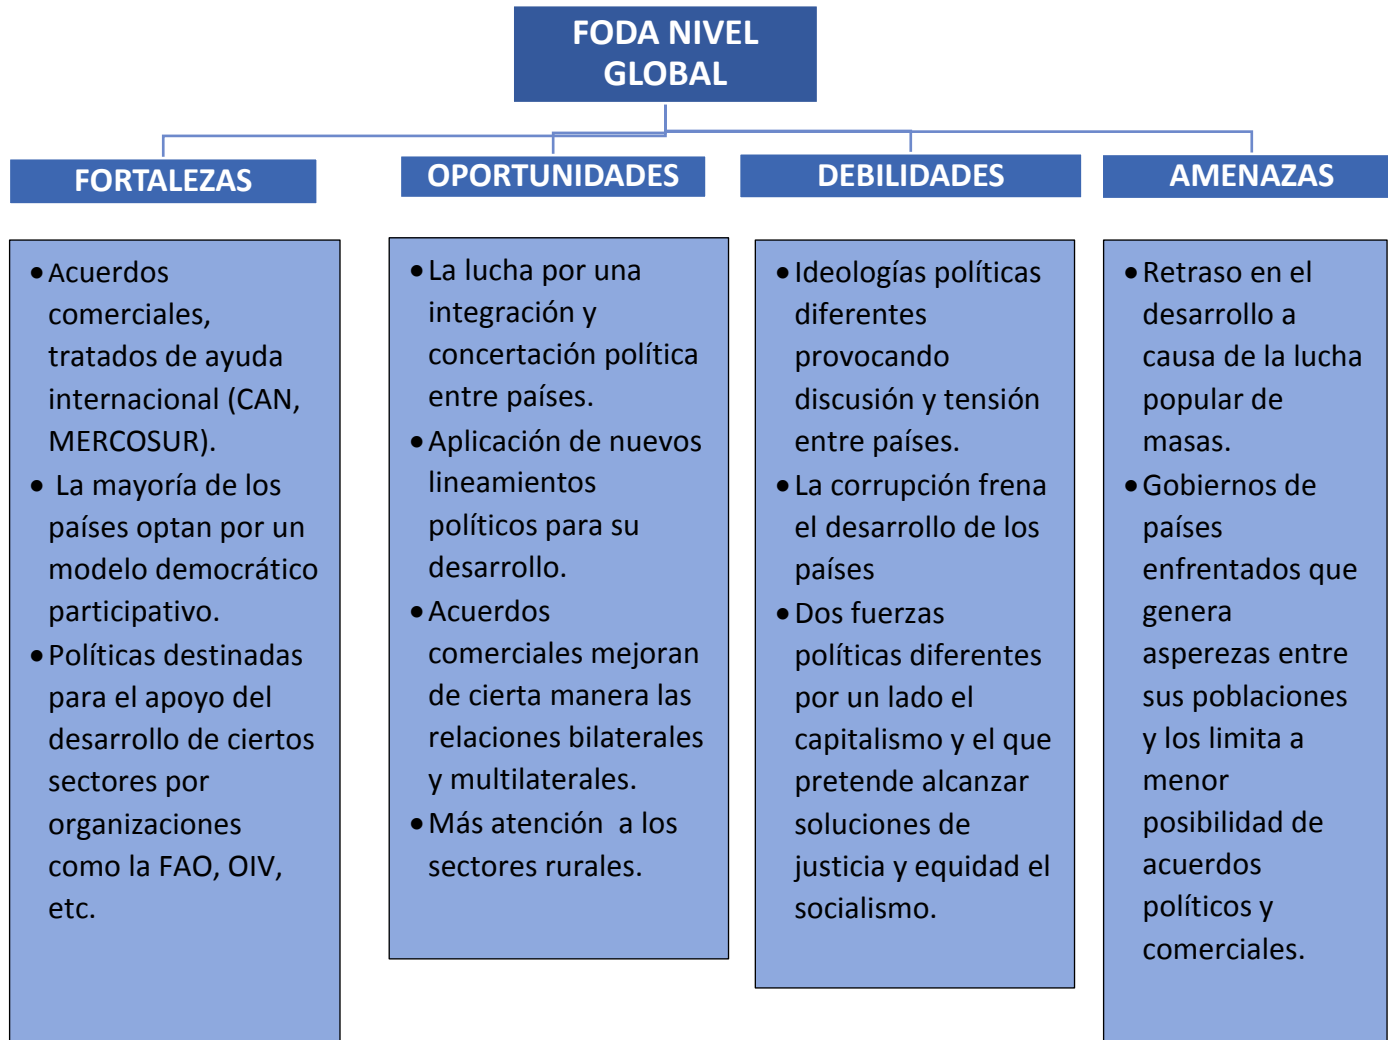 FODA NIVEL
GLOBAL
FORTALEZAS
• Acuerdos
comerciales,
tratados de ayuda
internacional (CAN,
MERCOSUR).
• La mayoría de los
países optan por un
modelo democrático
participativo.
• Políticas destinadas
para el apoyo del
desarrollo de ciertos
sectores por
organizaciones
como la FAO, OIV,
etc.
OPORTUNIDADES
• La lucha por una
integración y
concertación política
entre países.
• Aplicación de nuevos
lineamientos
políticos para su
desarrollo.
• Acuerdos
comerciales mejoran
de cierta manera las
relaciones bilaterales
y multilaterales.
• Más atención a los
sectores rurales.
DEBILIDADES
• Ideologías políticas
diferentes
provocando
discusión y tensión
entre países.
• La corrupción frena
el desarrollo de los
países
• Dos fuerzas
políticas diferentes
por un lado el
capitalismo y el que
pretende alcanzar
soluciones de
justicia y equidad el
socialismo.
AMENAZAS
• Retraso en el
desarrollo a
causa de la lucha
popular de
masas.
• Gobiernos de
países
enfrentados que
genera
asperezas entre
sus poblaciones
y los limita a
menor
posibilidad de
acuerdos
políticos y
comerciales.